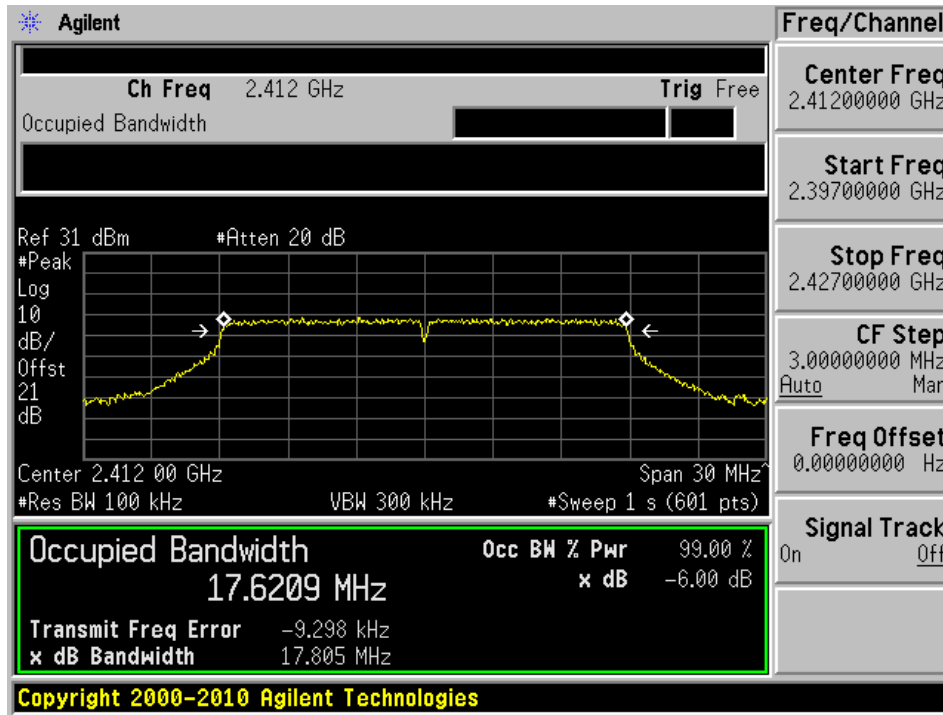 Agilent
Freq/Channel
Ch Freq 2.412 GHz Trig Free
Occupied Bandwidth
Center Freq
2.41200000 GHz
Start Freq
2.39700000 GHz
Stop Freq
2.42700000 GHz
CF Step
3.00000000 MHz
Auto Man
Freq Offset
0.00000000 Hz
Signal Track
On Off
Ref 31 dBm #Atten 20 dB
#Peak
Log
10
dB/
Offst
21
dB
Center 2.412 00 GHz Span 30 MHz^
#Res BW 100 kHz VBW 300 kHz #Sweep 1 s (601 pts)
Occupied Bandwidth Occ BW % Pwr 99.00 %
17.6209 MHz x dB -6.00 dB
Transmit Freq Error -9.298 kHz
x dB Bandwidth 17.805 MHz
Copyright 2000-2010 Agilent Technologies